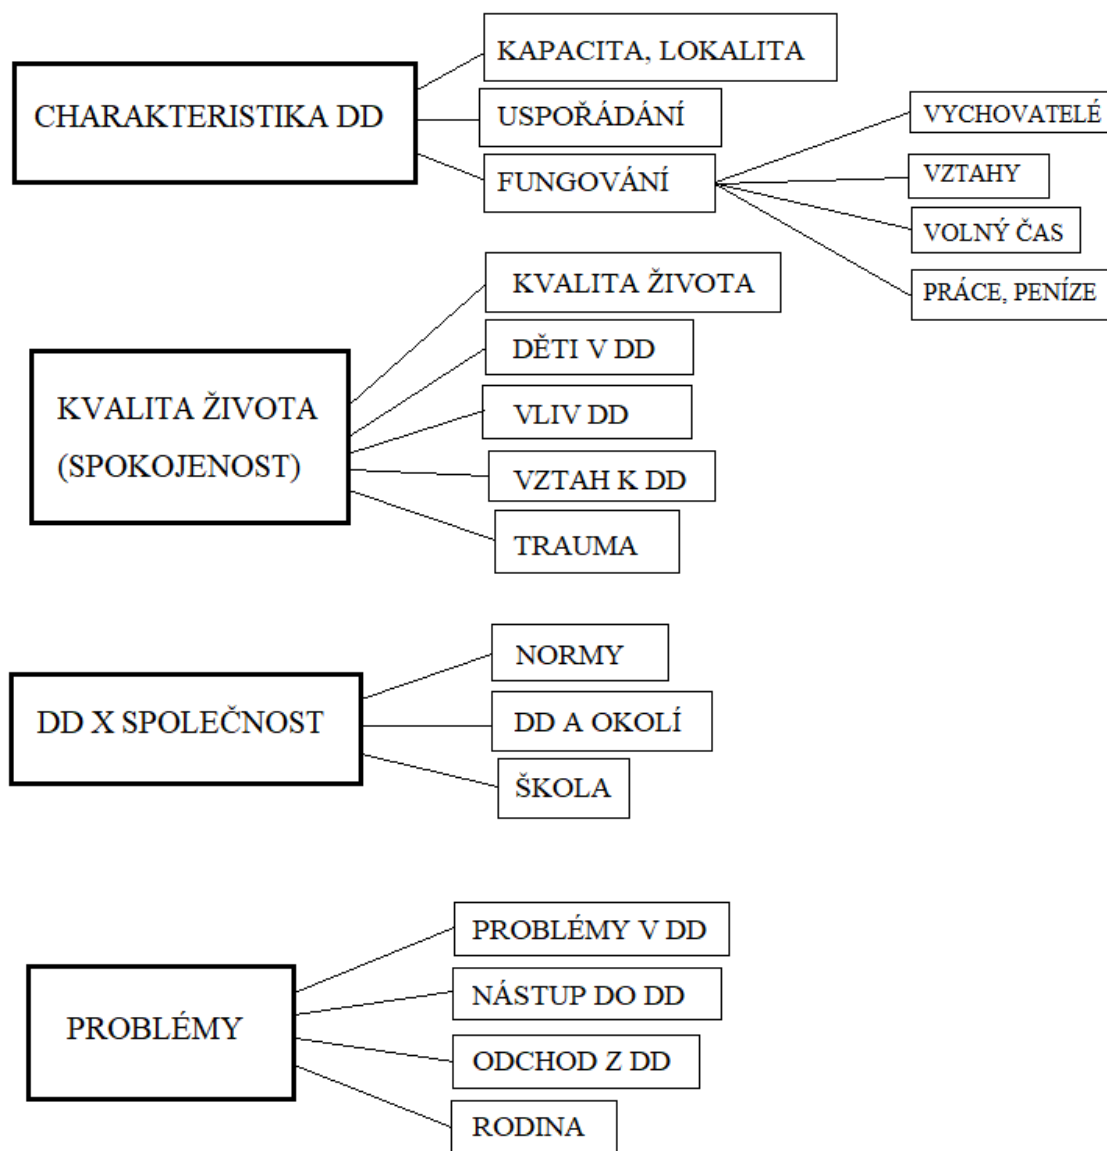 CHARAKTERISTIKA DD
KAPACITA, LOKALITA
USPOŘÁDÁNÍ
FUNGOVÁNÍ
VYCHOVATELÉ
VZTAHY
VOLNÝ ČAS
PRÁCE, PENÍZE
KVALITA ŽIVOTA
(SPOKOJENOST)
KVALITA ŽIVOTA
DĚTI V DD
VLIV DD
VZTAH K DD
TRAUMA
DD X SPOLEČNOST
NORMY
DD A OKOLÍ
ŠKOLA
PROBLÉMY
PROBLÉMY V DD
NÁSTUP DO DD
ODCHOD Z DD
RODINA